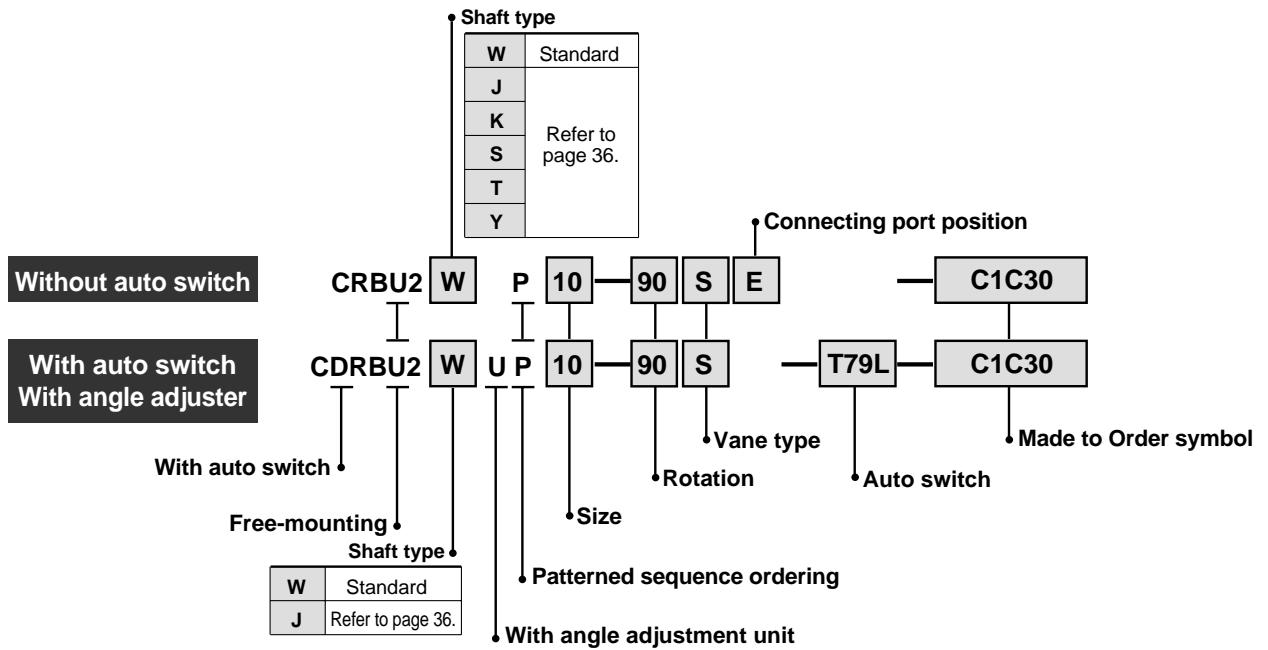 Shaft type
W Standard
J
K
S
T
Y
Refer to
page 36.
Connecting port position
Without auto switch
CRBU2 W P 10 — 90 S E — C1C30
With auto switch
With angle adjuster
CDRBU2 W U P 10 — 90 S — T79L — C1C30
Vane type
Made to Order symbol
With auto switch
Rotation
Auto switch
Free-mounting
Size
Shaft type
W Standard
J Refer to page 36.
Patterned sequence ordering
With angle adjustment unit